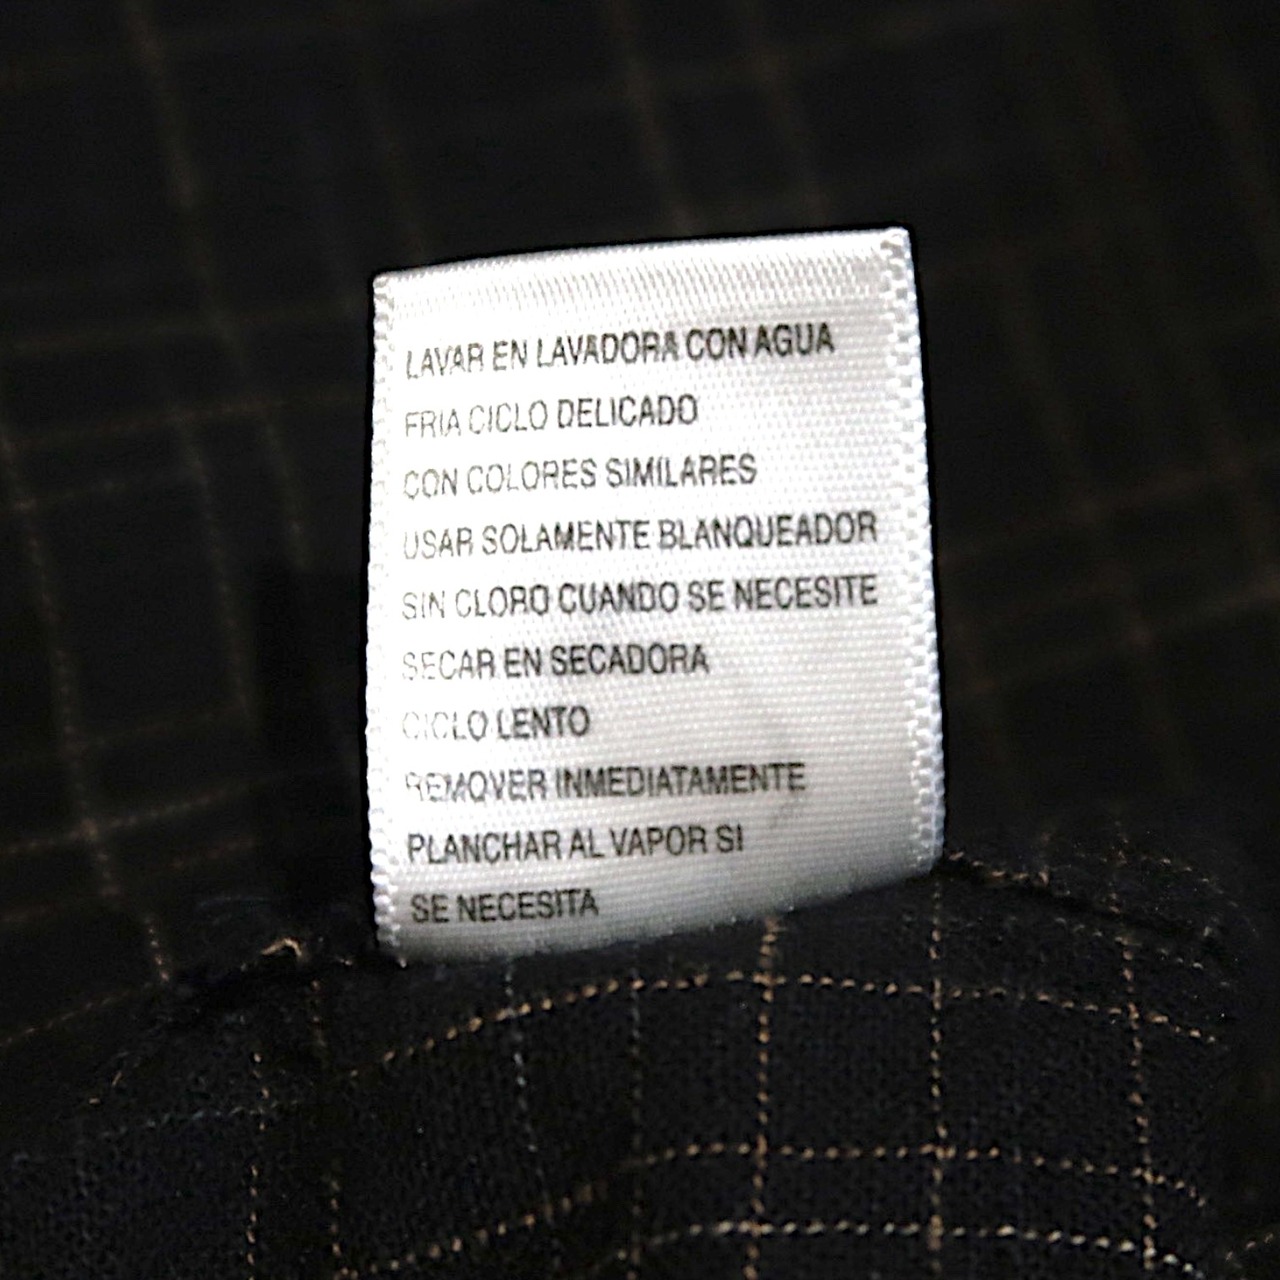 LAVAR EN LAVADORA CON AGUA
FRIA CICLO DELICADO
CON COLORES SIMILARES
USAR SOLAMENTE BLANQUEADOR
SIN CLORO CUANDO SE NECESITE
SECAR EN SECADORA
CICLO LENTO
REMOVER INMEDIATAMENTE
PLANCHAR AL VAPOR SI
SE NECESITA